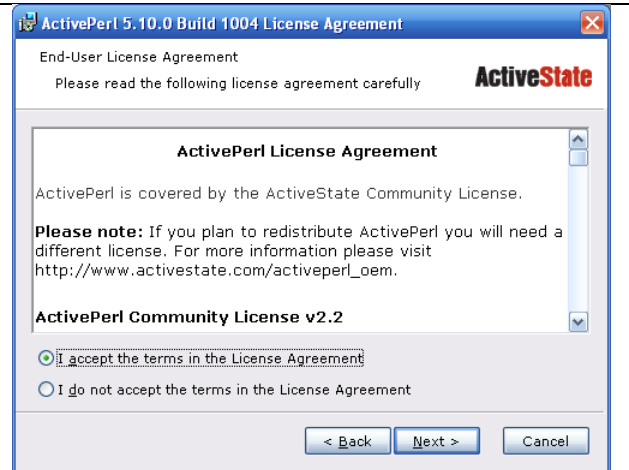 ActivePerl 5.10.0 Build 1004 License Agreement
End-User License Agreement
Please read the following license agreement carefully
ActiveState
ActivePerl License Agreement
ActivePerl is covered by the ActiveState Community License.
Please note: If you plan to redistribute ActivePerl you will need a
different license. For more information please visit
http://www.activestate.com/activeperl_oem.
ActivePerl Community License v2.2
I accept the terms in the License Agreement
I do not accept the terms in the License Agreement
< Back
Next >
Cancel